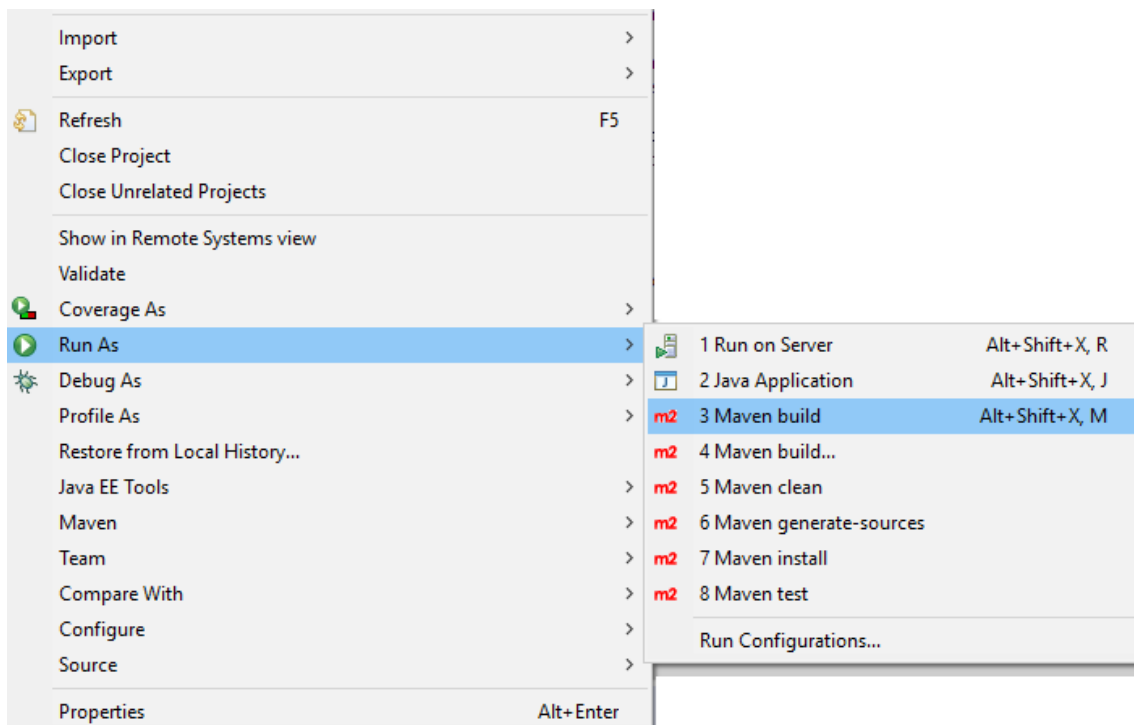 Import
Export
Refresh F5
Close Project
Close Unrelated Projects
Show in Remote Systems view
Validate
Coverage As
Run As
Debug As
Profile As
Restore from Local History...
Java EE Tools
Maven
Team
Compare With
Configure
Source
Properties Alt+Enter
1 Run on Server Alt+Shift+X, R
J 2 Java Application Alt+Shift+X, J
m2 3 Maven build Alt+Shift+X, M
m2 4 Maven build...
m2 5 Maven clean
m2 6 Maven generate-sources
m2 7 Maven install
m2 8 Maven test
Run Configurations...